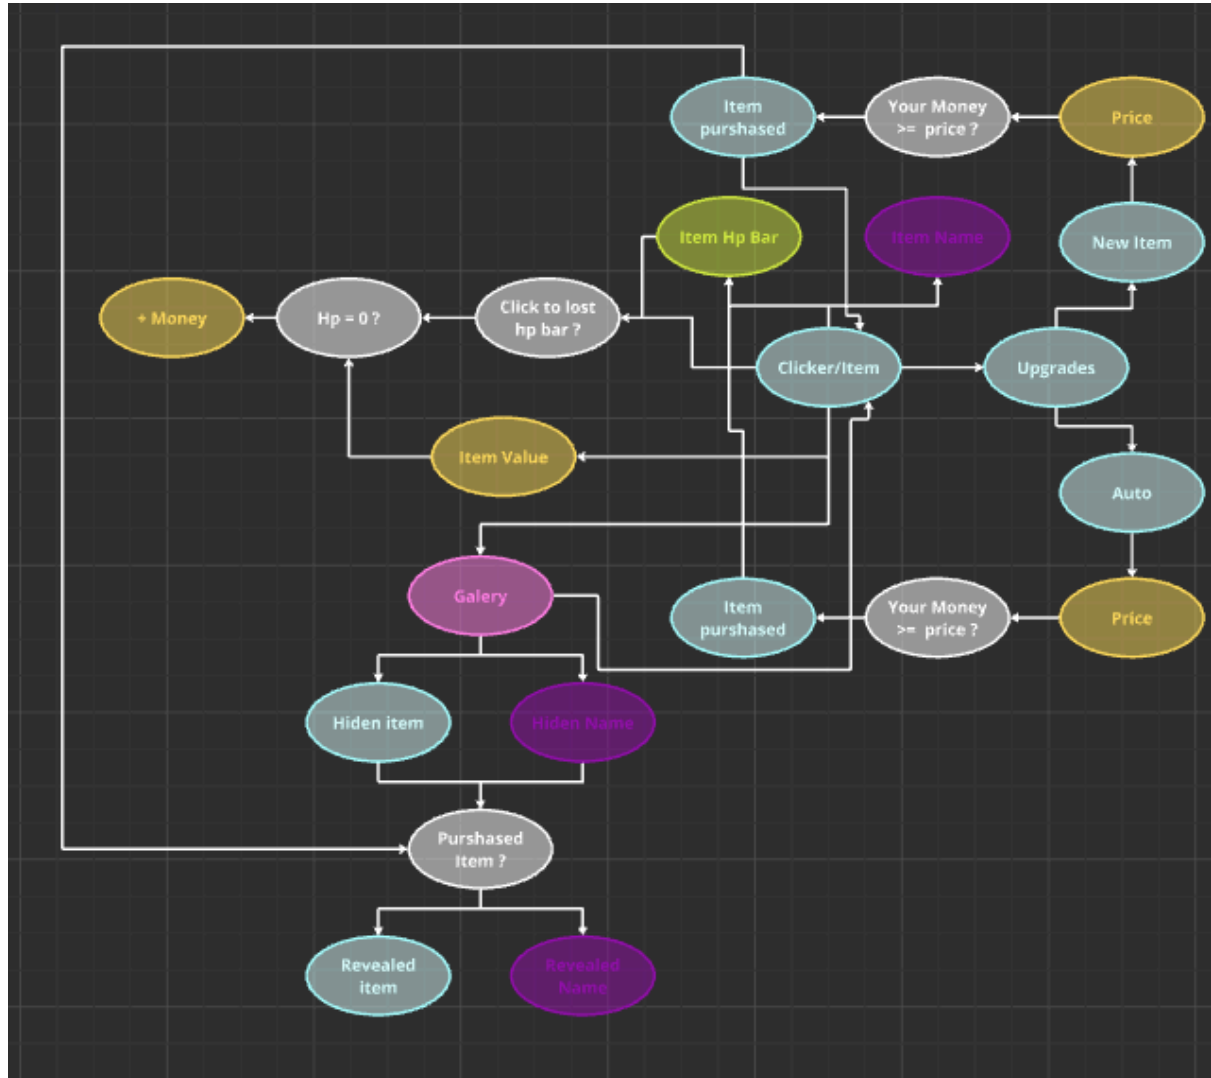 Item
purshased
Your Money
>= price ?
Price
Item Hp Bar
Item Name
New Item
+ Money
Hp = 0 ?
Click to lost
hp bar ?
Clicker/Item
Upgrades
Item Value
Auto
Galery
Item
purshased
Your Money
>= price ?
Price
Hiden item
Hiden Name
Purshased
Item ?
Revealed
item
Revealed
Name